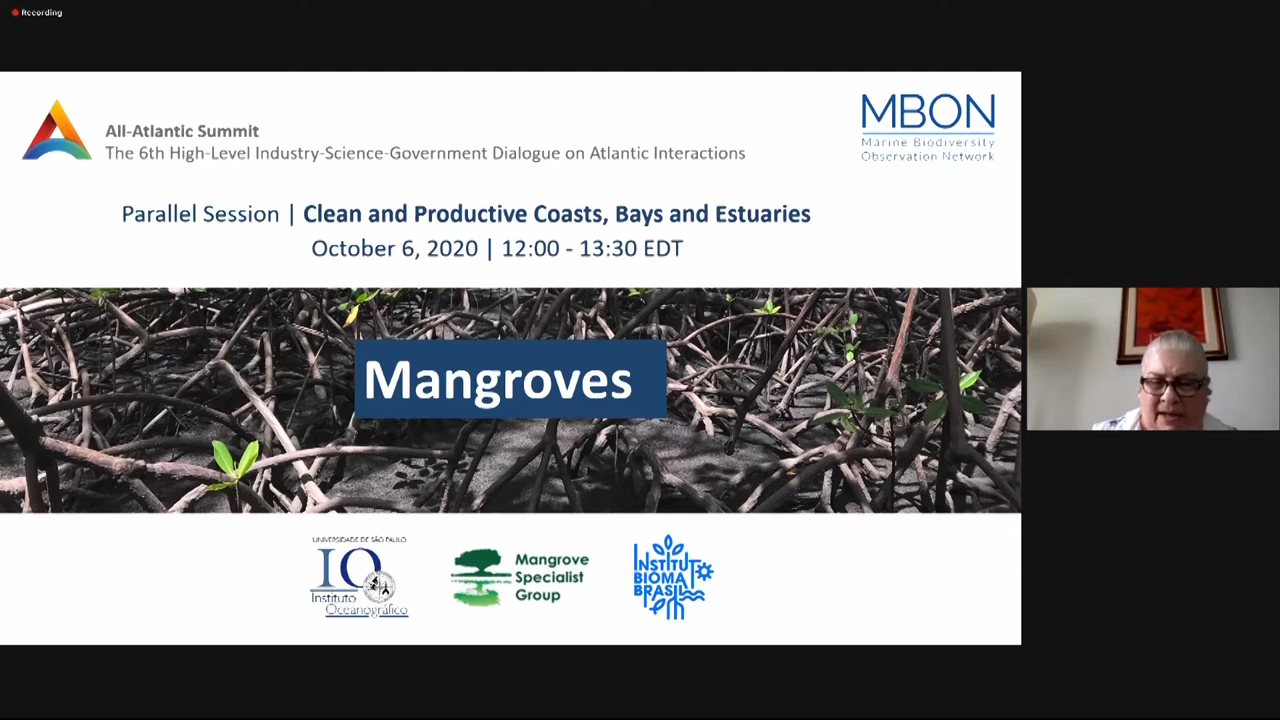 Recording
All-Atlantic Summit
The 6th High-Level Industry-Science-Government Dialogue on Atlantic Interactions
MBON
Marine Biodiversity
Observation Network
Parallel Session | Clean and Productive Coasts, Bays and Estuaries
October 6, 2020 | 12:00 - 13:30 EDT
Mangroves
UNIVERSIDADE DE SÃO PAULO
IO
Instituto
Oceanográfico
Mangrove
Specialist
Group
INSTITUTO
BIOMA
BRASIL